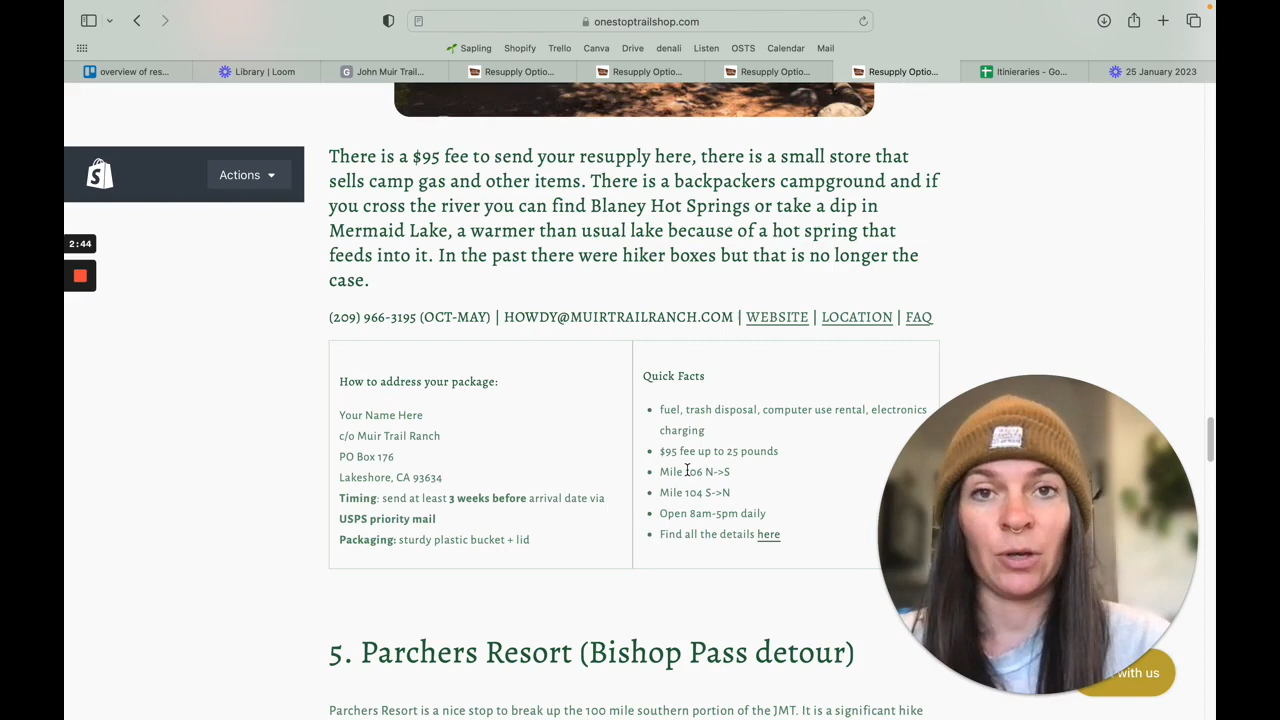 onestoptrailshop.com
Sapling Shopify Trello Canva Drive denali Listen OSTS Calendar Mail
overview of res... Library | Loom John Muir Trail... Resupply Optio... Resupply Optio... Resupply Optio... Resupply Optio... Itinieraries - Go... 25 January 2023
Actions
2:44
There is a $95 fee to send your resupply here, there is a small store that
sells camp gas and other items. There is a backpackers campground and if
you cross the river you can find Blaney Hot Springs or take a dip in
Mermaid Lake, a warmer than usual lake because of a hot spring that
feeds into it. In the past there were hiker boxes but that is no longer the
case.
(209) 966-3195 (OCT-MAY) | HOWDY@MUIRTRAILRANCH.COM | WEBSITE | LOCATION | FAQ
How to address your package:
Your Name Here
c/o Muir Trail Ranch
PO Box 176
Lakeshore, CA 93634
Timing: send at least 3 weeks before arrival date via
USPS priority mail
Packaging: sturdy plastic bucket + lid
Quick Facts
fuel, trash disposal, computer use rental, electronics
charging
$95 fee up to 25 pounds
Mile 106 N->S
Mile 104 S->N
Open 8am-5pm daily
Find all the details here
with us
5. Parchers Resort (Bishop Pass detour)
Parchers Resort is a nice stop to break up the 100 mile southern portion of the JMT. It is a significant hike